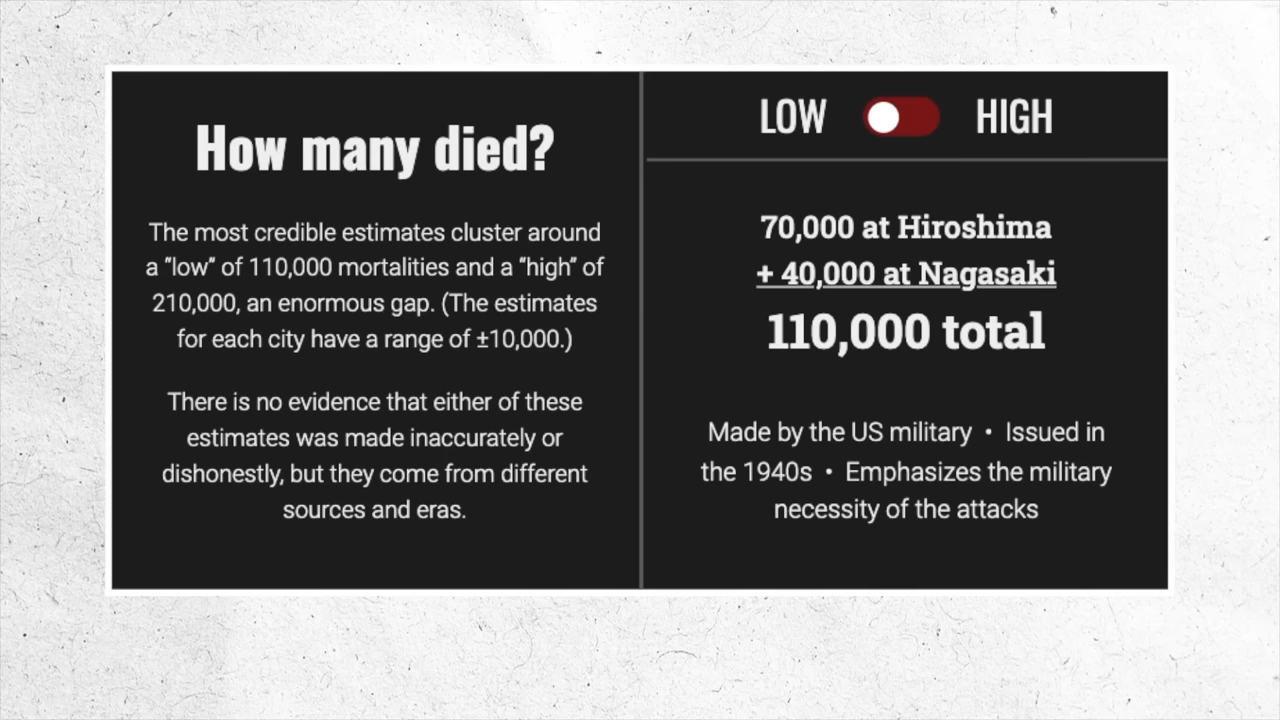 How many died?
The most credible estimates cluster around
a "low" of 110,000 mortalities and a "high" of
210,000, an enormous gap. (The estimates
for each city have a range of ±10,000.)
There is no evidence that either of these
estimates was made inaccurately or
dishonestly, but they come from different
sources and eras.
LOW HIGH
70,000 at Hiroshima
+ 40,000 at Nagasaki
110,000 total
Made by the US military • Issued in
the 1940s • Emphasizes the military
necessity of the attacks